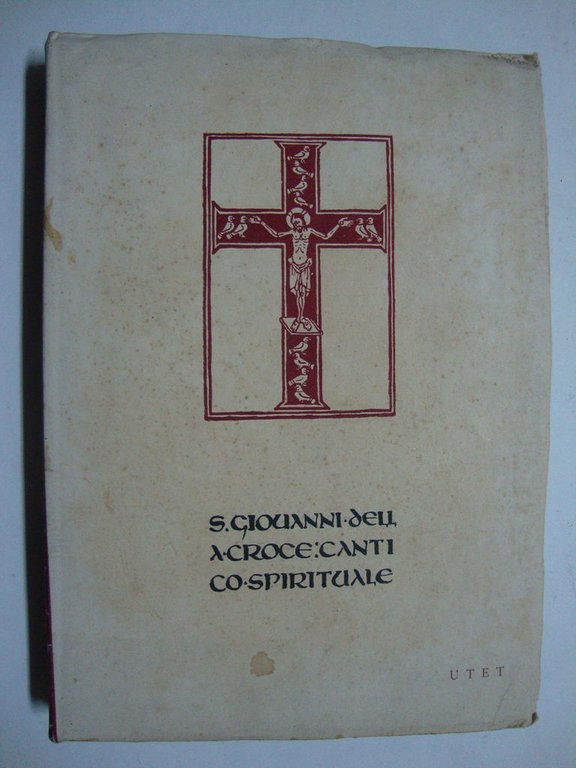 S. GIOVANNI · DELL
A · CROCE : CANTI
CO · SPIRITUALE
UTET